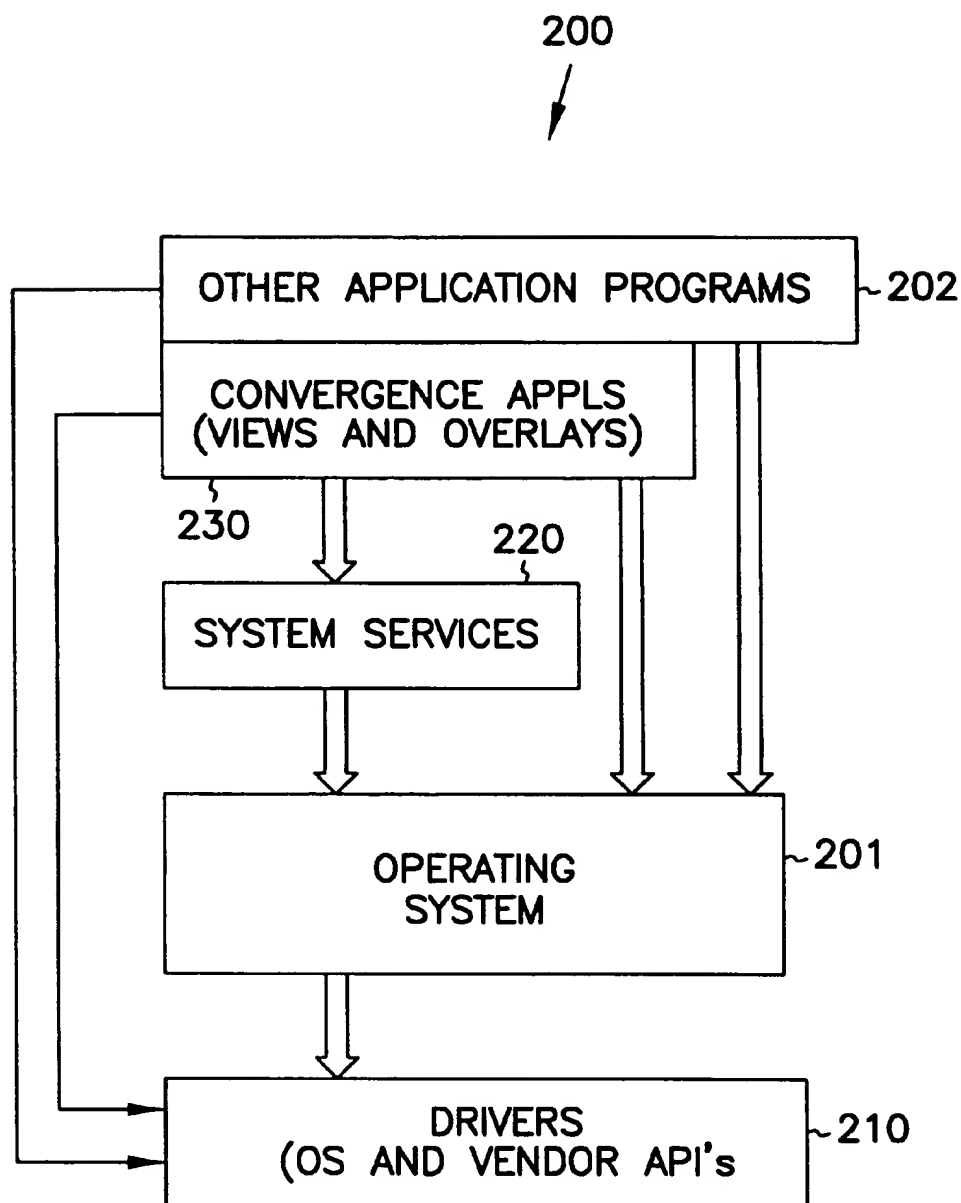 200
OTHER APPLICATION PROGRAMS
202
CONVERGENCE APPLS
(VIEWS AND OVERLAYS)
230
220
SYSTEM SERVICES
OPERATING
SYSTEM
201
DRIVERS
(OS AND VENDOR API's
210